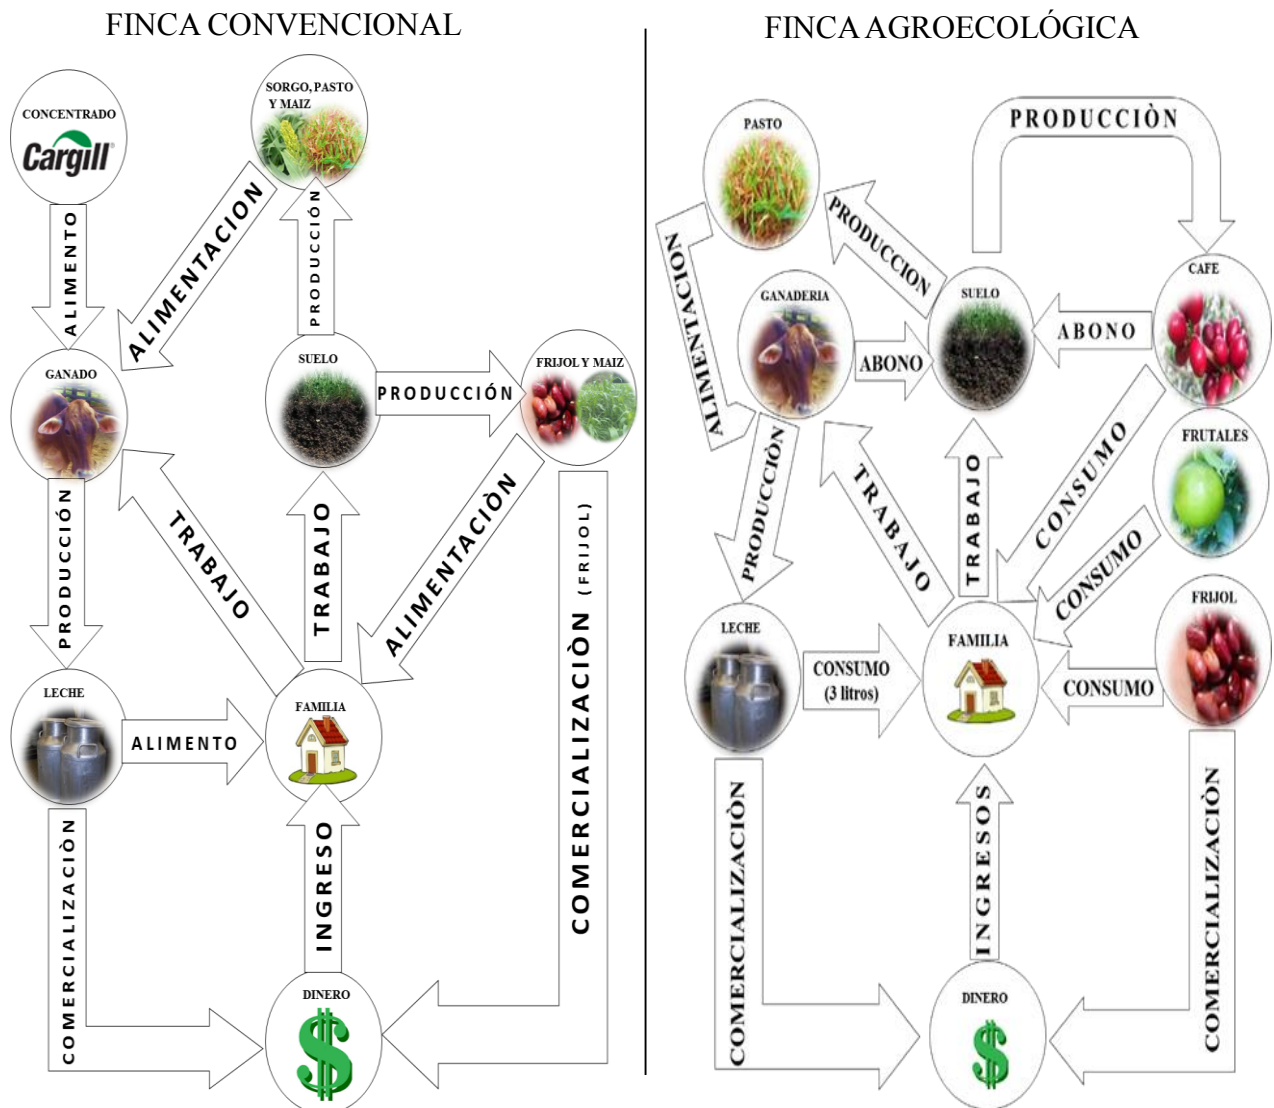 FINCA CONVENCIONAL
CONCENTRADO
Cargill
SORGO, PASTO
Y MAIZ
ALIMENTO
ALIMENTACION
PRODUCCIÓN
GANADO
SUELO
PRODUCCIÓN
FRIJOL Y MAIZ
PRODUCCIÓN
TRABAJO
TRABAJO
ALIMENTACIÒN
COMERCIALIZACIÒN (FRIJOL)
LECHE
ALIMENTO
FAMILIA
COMERCIALIZACIÒN
INGRESO
DINERO
$
FINCA AGROECOLÓGICA
PASTO
PRODUCCIÒN
PRODUCCION
ALIMENTACION
GANADERIA
ABONO
SUELO
ABONO
CAFE
PRODUCCIÒN
TRABAJO
TRABAJO
CONSUMO
FRUTALES
CONSUMO
LECHE
CONSUMO
(3 litros)
FAMILIA
CONSUMO
FRIJOL
COMERCIALIZACIÒN
INGRESOS
COMERCIALIZACIÒN
DINERO
$